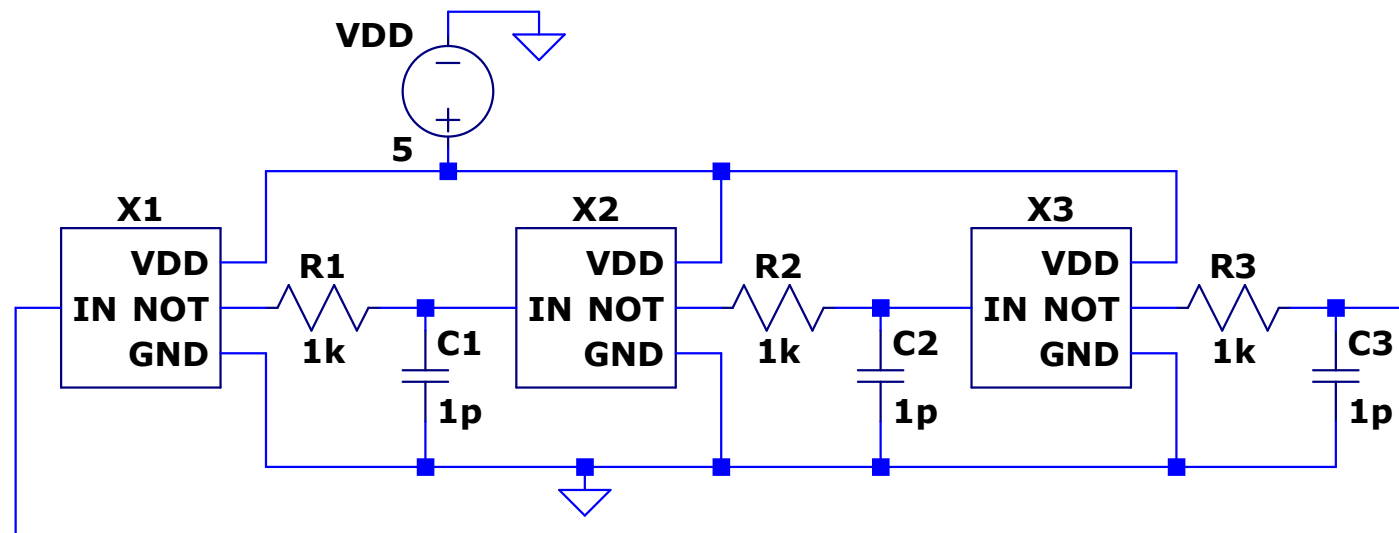 VDD
5
X1
VDD
IN NOT
GND
R1
1k
C1
1p
X2
VDD
IN NOT
GND
R2
1k
C2
1p
X3
VDD
IN NOT
GND
R3
1k
C3
1p